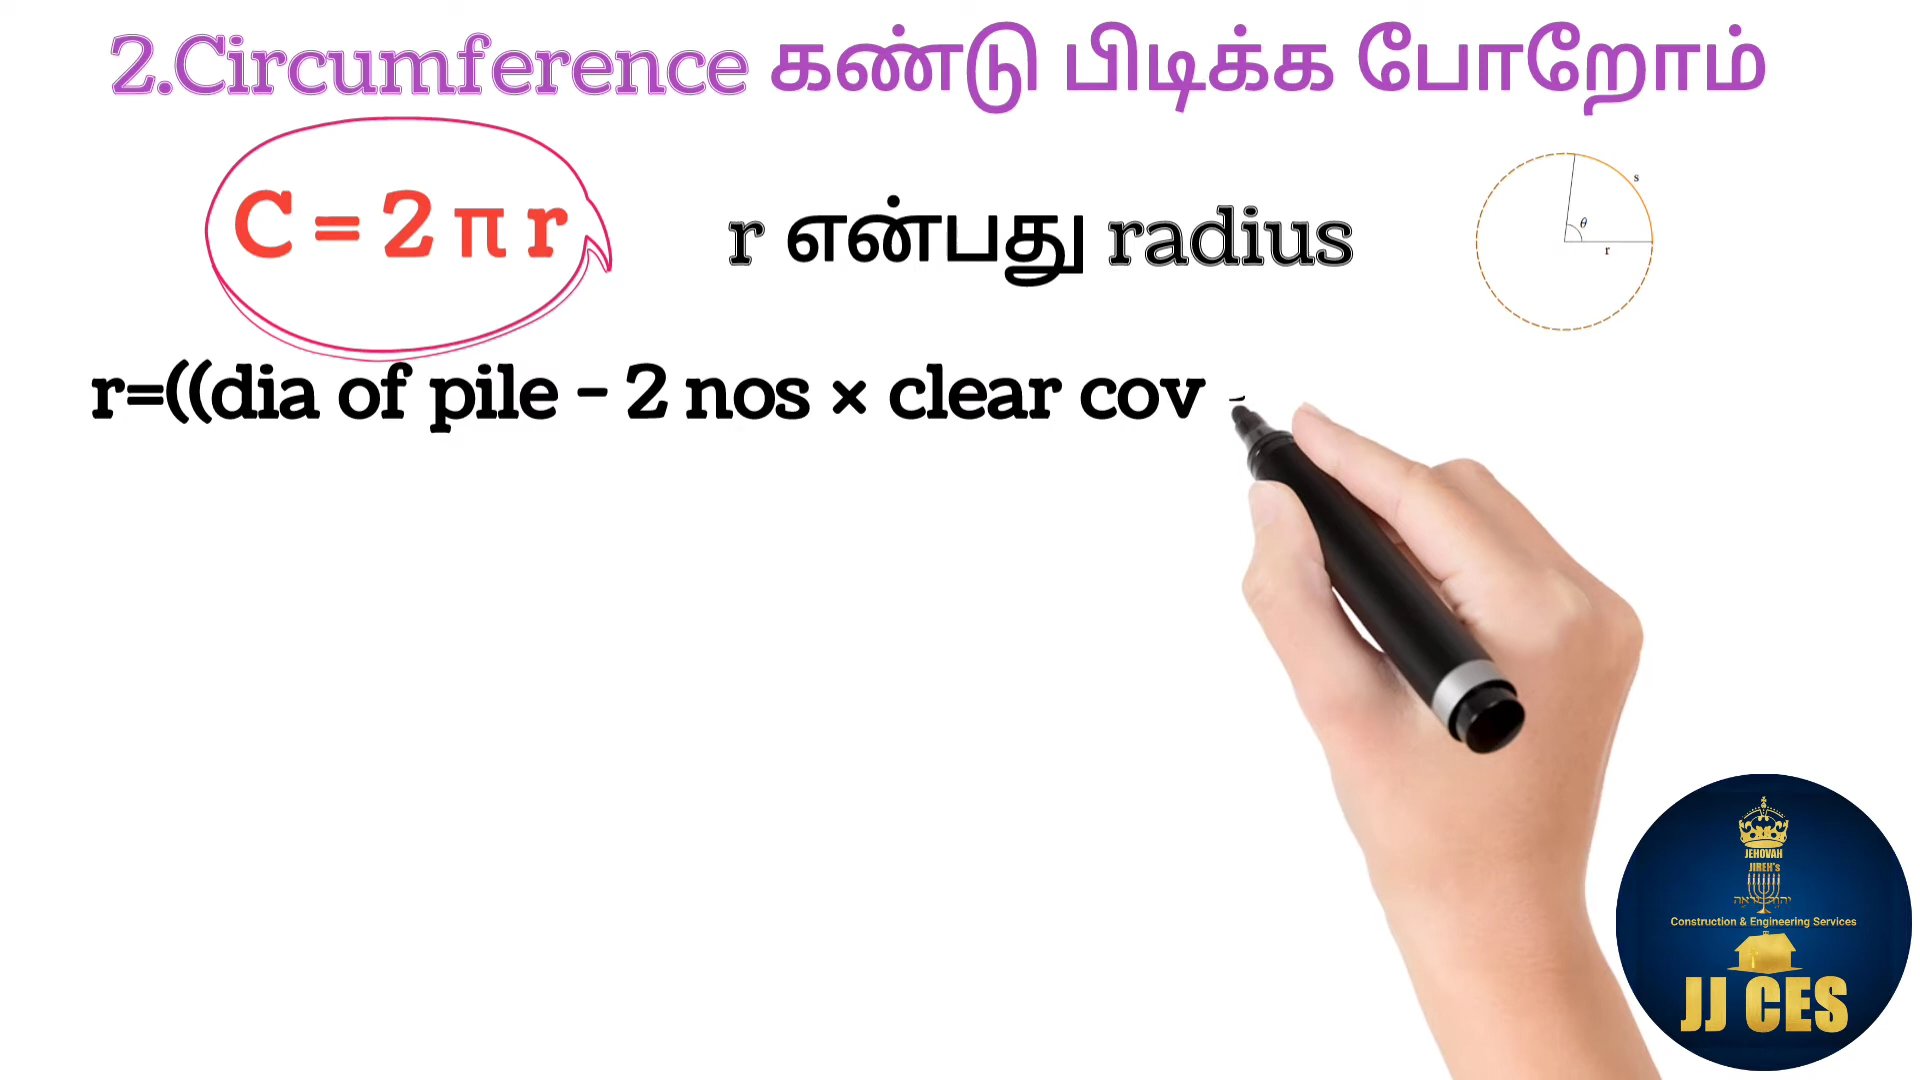 2.Circumference கண்டு பிடிக்க போறோம்
C = 2 π r
r என்பது radius
s
θ
r
r=((dia of pile - 2 nos × clear cov -
JEHOVAH
JIREH's
Construction & Engineering Services
JJ CES